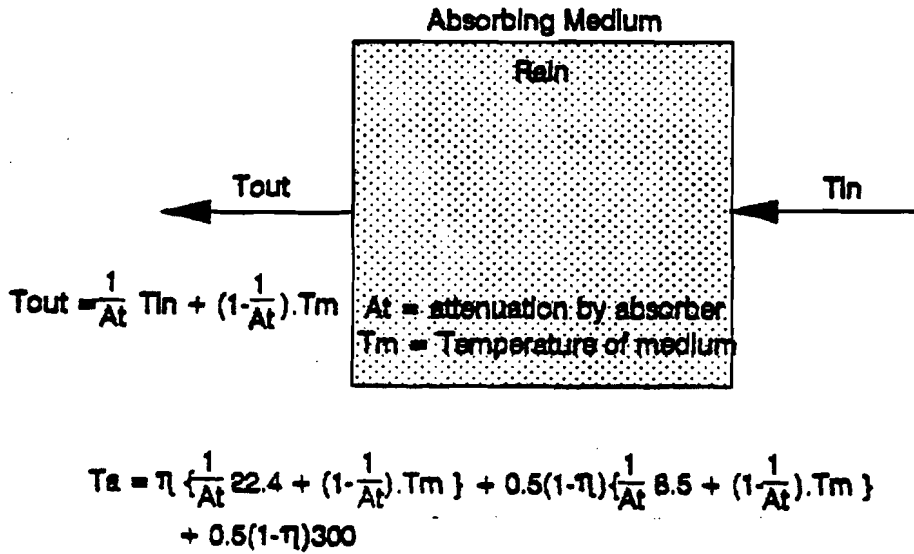 Absorbing Medium
Rain
Tout
Tin
Tout = 1/At Tin + (1-1/At).Tm
At = attenuation by absorber
Tm = Temperature of medium
Ta = η {1/At 22.4 + (1-1/At).Tm } + 0.5(1-η){1/At 8.5 + (1-1/At).Tm }
+ 0.5(1-η)300